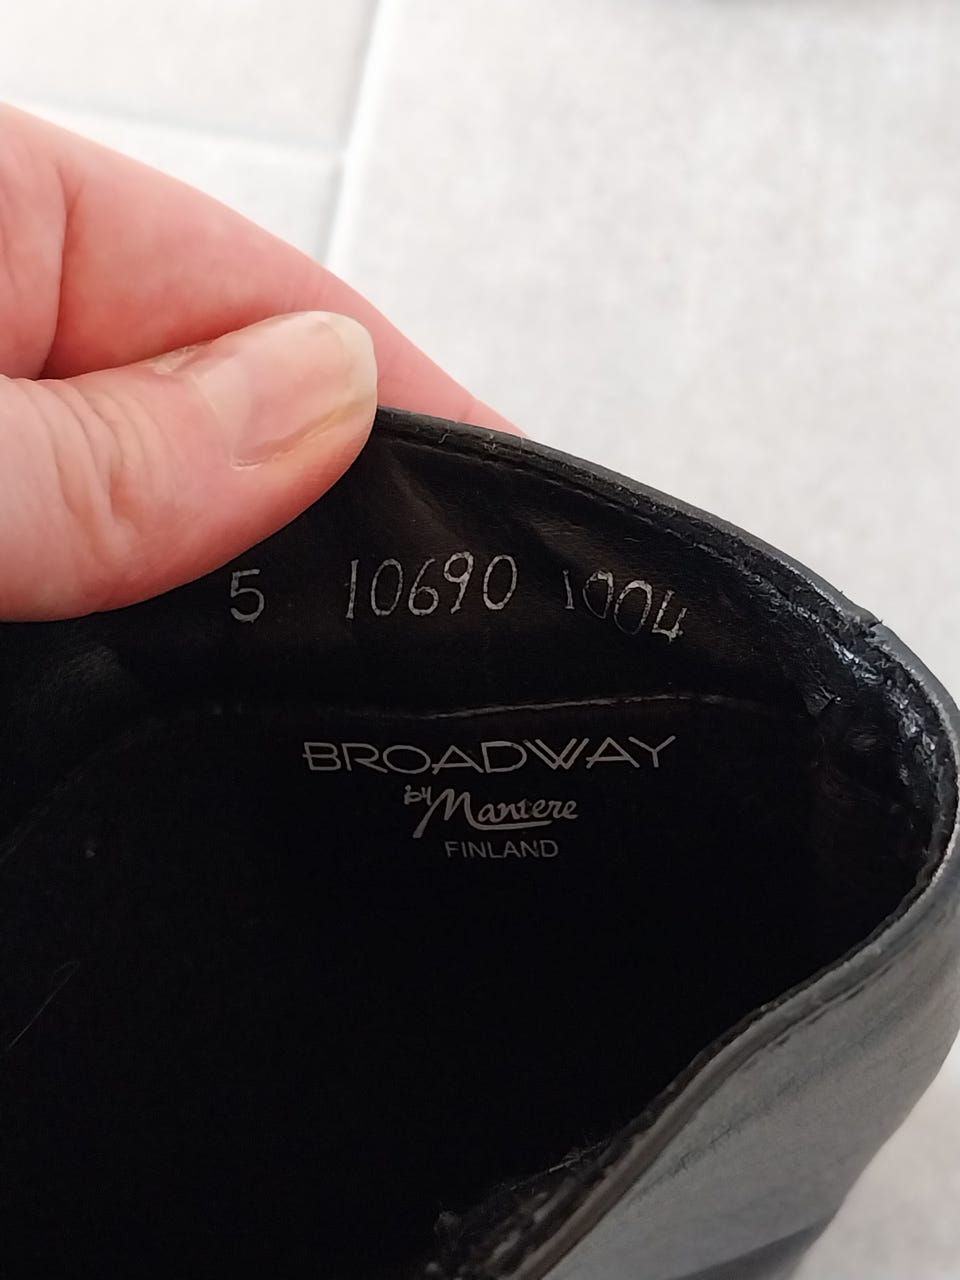 5 10690 1004
BROADWAY
by Mantere
FINLAND